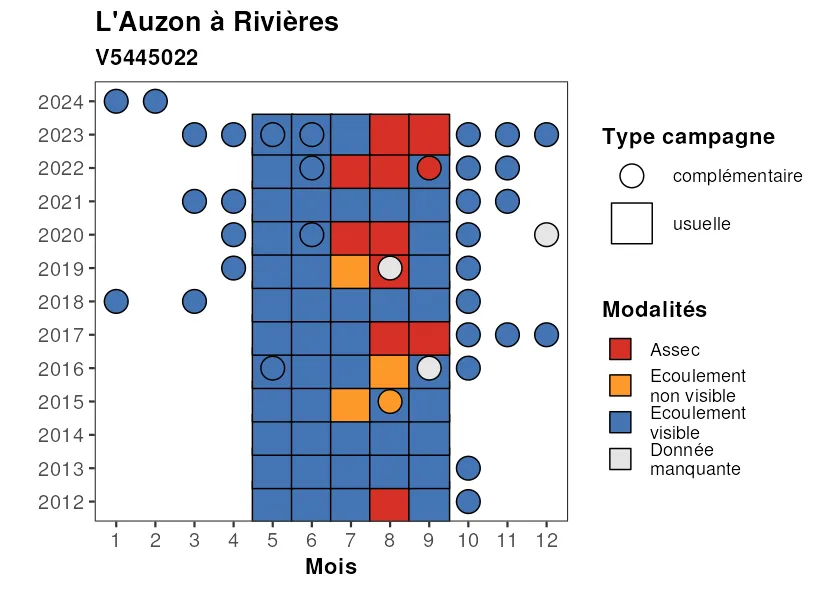 L'Auzon à Rivières
V5445022
2024
2023
2022
2021
2020
2019
2018
2017
2016
2015
2014
2013
2012
1 2 3 4 5 6 7 8 9 10 11 12
Mois
Type campagne
complémentaire
usuelle
Modalités
Assec
Ecoulement
non visible
Ecoulement
visible
Donnée
manquante